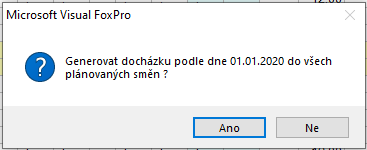 Microsoft Visual FoxPro
Generovat docházku podle dne 01.01.2020 do všech
plánovaných směn ?
Ano
Ne